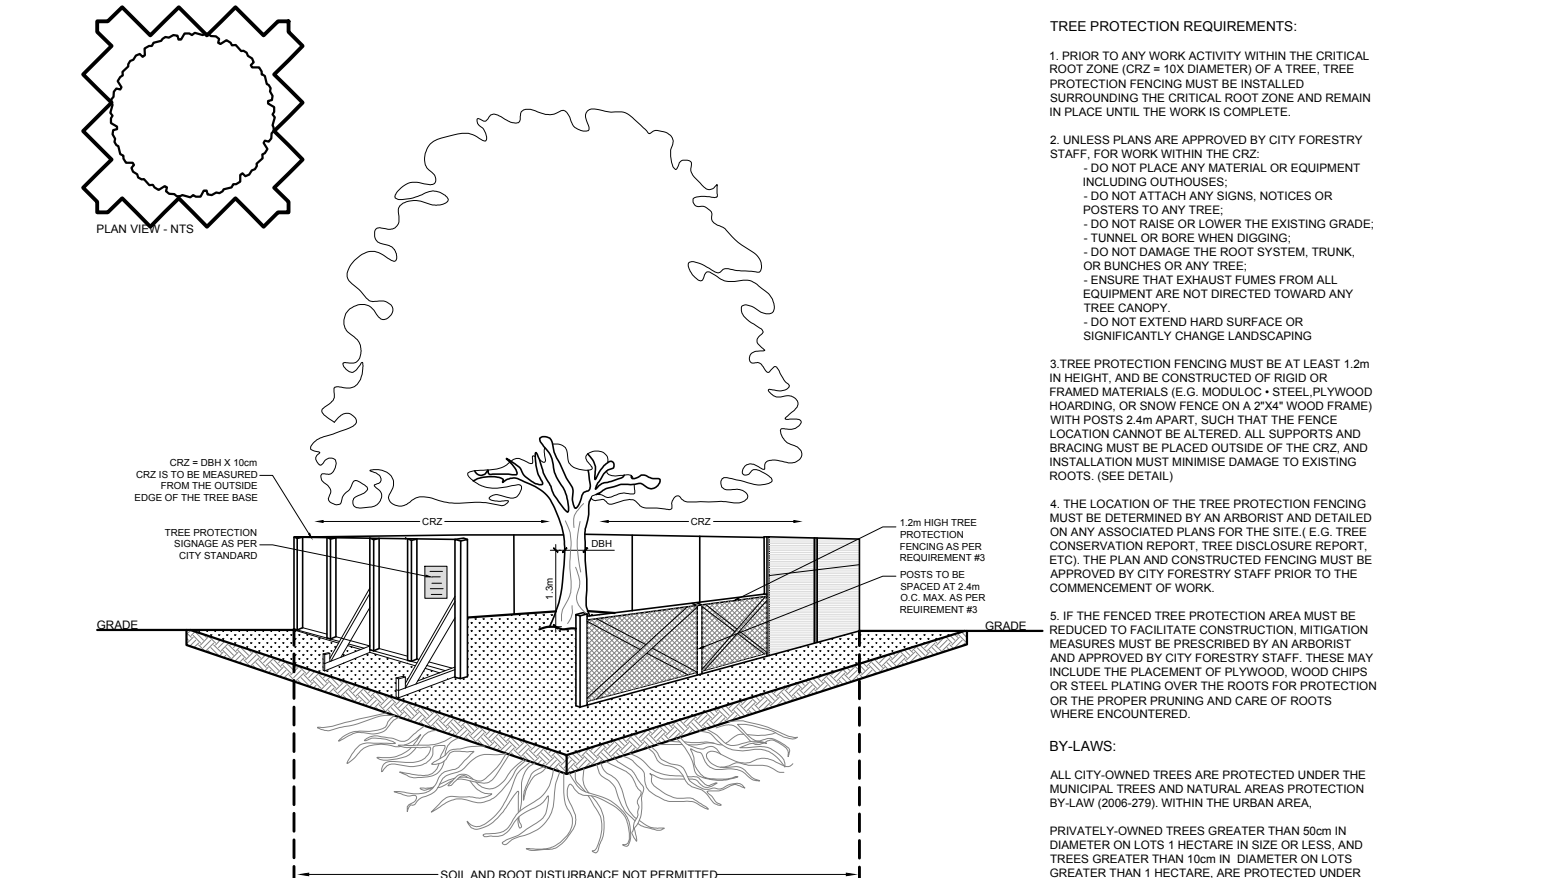 PLAN VIEW - NTS
CRZ = DBH X 10cm
CRZ IS TO BE MEASURED
FROM THE OUTSIDE
EDGE OF THE TREE BASE
TREE PROTECTION
SIGNAGE AS PER
CITY STANDARD
CRZ
CRZ
DBH
1.3m
1.2m HIGH TREE
PROTECTION
FENCING AS PER
REQUIREMENT #3
POSTS TO BE
SPACED AT 2.4m
O.C. MAX. AS PER
REUIREMENT #3
GRADE
GRADE
SOIL AND ROOT DISTURBANCE NOT PERMITTED
TREE PROTECTION REQUIREMENTS:
1. PRIOR TO ANY WORK ACTIVITY WITHIN THE CRITICAL
ROOT ZONE (CRZ = 10X DIAMETER) OF A TREE, TREE
PROTECTION FENCING MUST BE INSTALLED
SURROUNDING THE CRITICAL ROOT ZONE AND REMAIN
IN PLACE UNTIL THE WORK IS COMPLETE.
2. UNLESS PLANS ARE APPROVED BY CITY FORESTRY
STAFF, FOR WORK WITHIN THE CRZ:
- DO NOT PLACE ANY MATERIAL OR EQUIPMENT
INCLUDING OUTHOUSES;
- DO NOT ATTACH ANY SIGNS, NOTICES OR
POSTERS TO ANY TREE;
- DO NOT RAISE OR LOWER THE EXISTING GRADE;
- TUNNEL OR BORE WHEN DIGGING;
- DO NOT DAMAGE THE ROOT SYSTEM, TRUNK,
OR BUNCHES OR ANY TREE;
- ENSURE THAT EXHAUST FUMES FROM ALL
EQUIPMENT ARE NOT DIRECTED TOWARD ANY
TREE CANOPY.
- DO NOT EXTEND HARD SURFACE OR
SIGNIFICANTLY CHANGE LANDSCAPING
3.TREE PROTECTION FENCING MUST BE AT LEAST 1.2m
IN HEIGHT, AND BE CONSTRUCTED OF RIGID OR
FRAMED MATERIALS (E.G. MODULOC • STEEL,PLYWOOD
HOARDING, OR SNOW FENCE ON A 2"X4" WOOD FRAME)
WITH POSTS 2.4m APART, SUCH THAT THE FENCE
LOCATION CANNOT BE ALTERED. ALL SUPPORTS AND
BRACING MUST BE PLACED OUTSIDE OF THE CRZ, AND
INSTALLATION MUST MINIMISE DAMAGE TO EXISTING
ROOTS. (SEE DETAIL)
4. THE LOCATION OF THE TREE PROTECTION FENCING
MUST BE DETERMINED BY AN ARBORIST AND DETAILED
ON ANY ASSOCIATED PLANS FOR THE SITE.( E.G. TREE
CONSERVATION REPORT, TREE DISCLOSURE REPORT,
ETC). THE PLAN AND CONSTRUCTED FENCING MUST BE
APPROVED BY CITY FORESTRY STAFF PRIOR TO THE
COMMENCEMENT OF WORK.
5. IF THE FENCED TREE PROTECTION AREA MUST BE
REDUCED TO FACILITATE CONSTRUCTION, MITIGATION
MEASURES MUST BE PRESCRIBED BY AN ARBORIST
AND APPROVED BY CITY FORESTRY STAFF. THESE MAY
INCLUDE THE PLACEMENT OF PLYWOOD, WOOD CHIPS
OR STEEL PLATING OVER THE ROOTS FOR PROTECTION
OR THE PROPER PRUNING AND CARE OF ROOTS
WHERE ENCOUNTERED.
BY-LAWS:
ALL CITY-OWNED TREES ARE PROTECTED UNDER THE
MUNICIPAL TREES AND NATURAL AREAS PROTECTION
BY-LAW (2006-279). WITHIN THE URBAN AREA,
PRIVATELY-OWNED TREES GREATER THAN 50cm IN
DIAMETER ON LOTS 1 HECTARE IN SIZE OR LESS, AND
TREES GREATER THAN 10cm IN DIAMETER ON LOTS
GREATER THAN 1 HECTARE, ARE PROTECTED UNDER